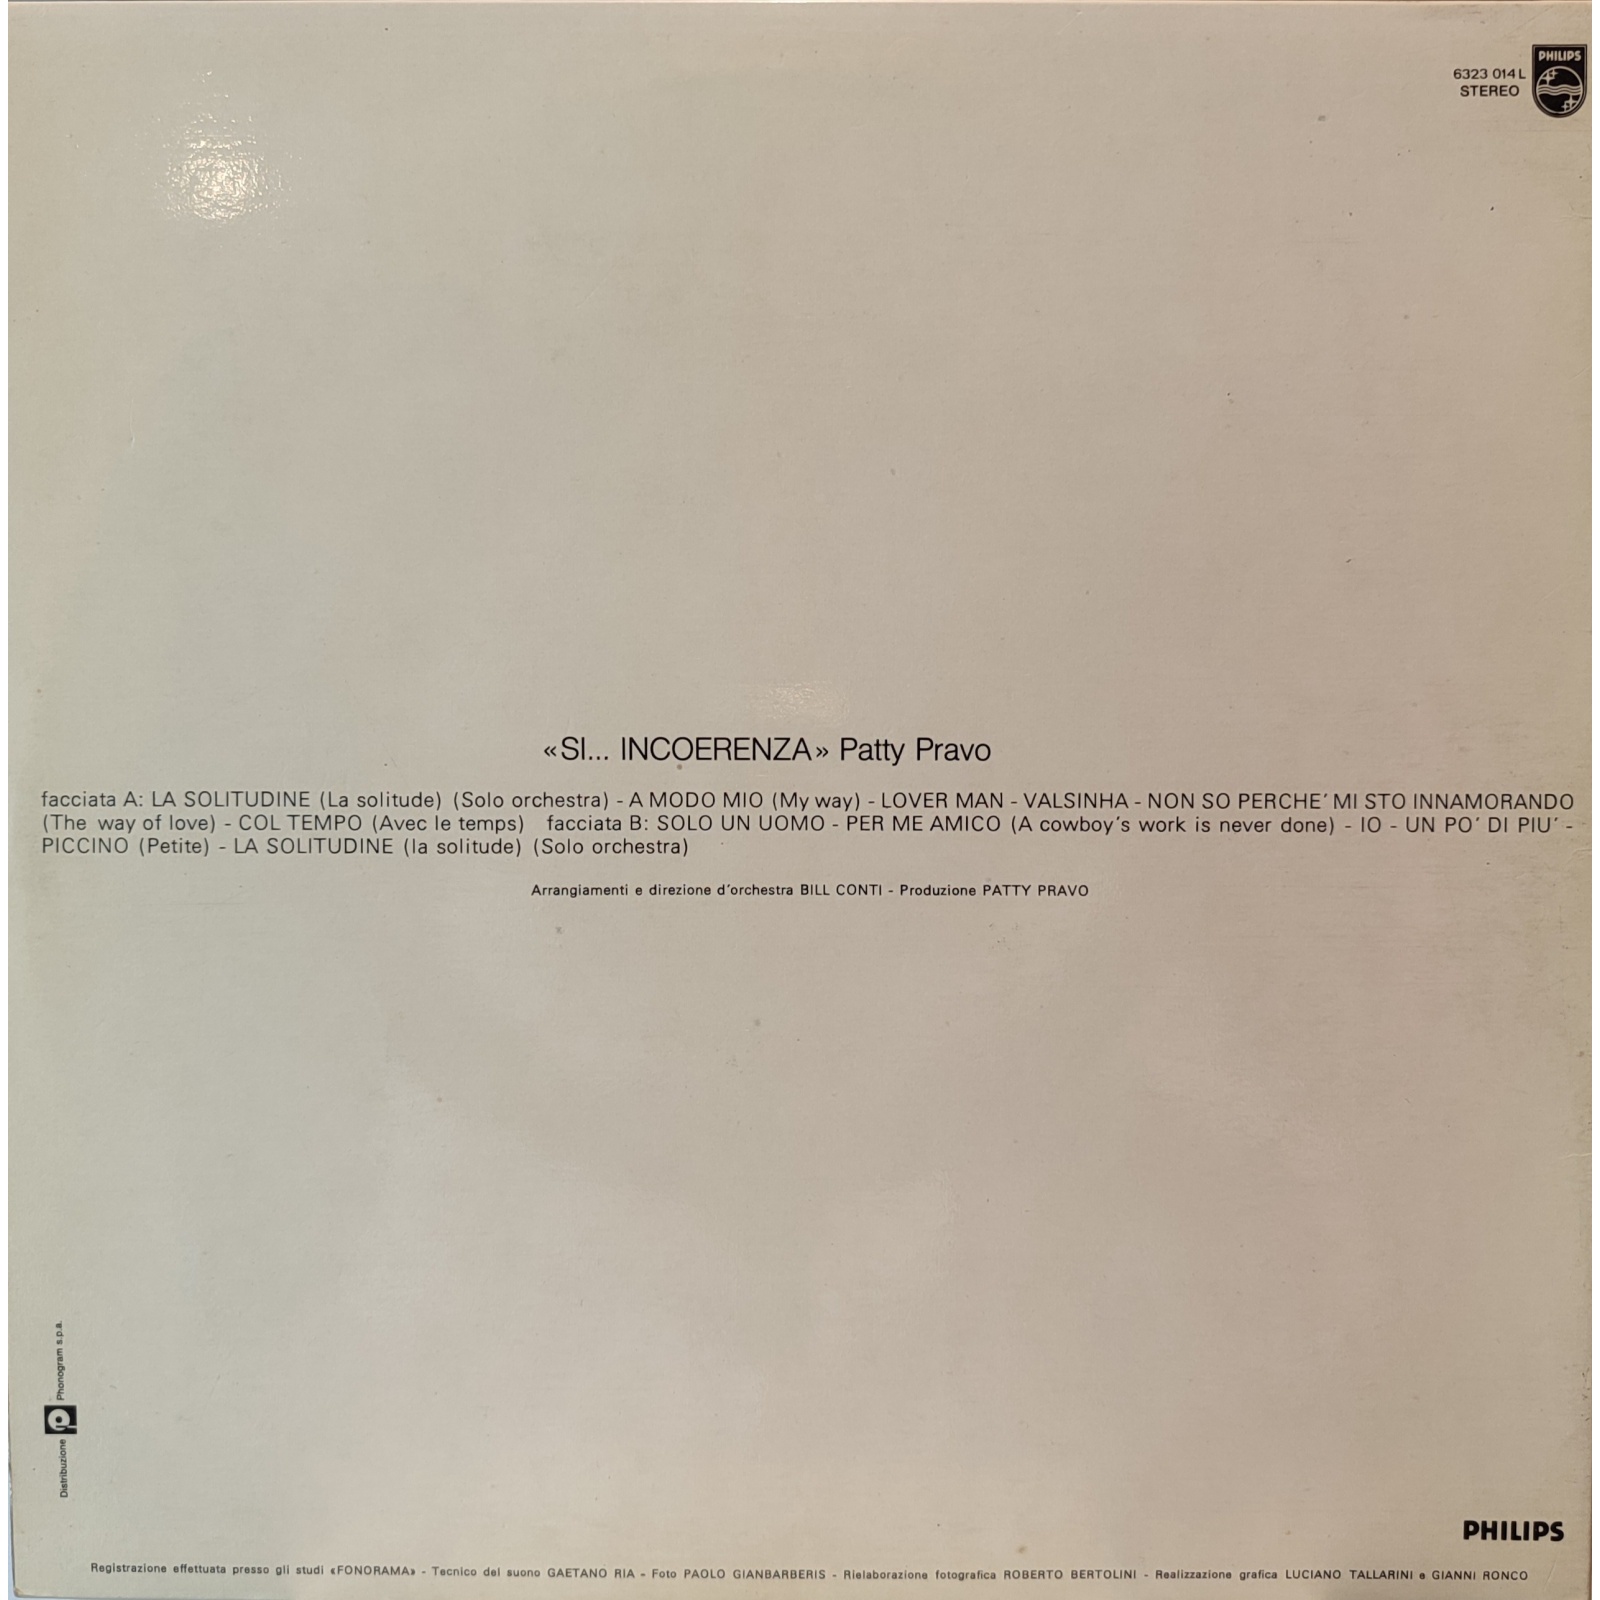 PHILIPS
6323 014 L
STEREO
«SI... INCOERENZA» Patty Pravo
facciata A: LA SOLITUDINE (La solitude) (Solo orchestra) - A MODO MIO (My way) - LOVER MAN - VALSINHA - NON SO PERCHE' MI STO INNAMORANDO
(The way of love) - COL TEMPO (Avec le temps) facciata B: SOLO UN UOMO - PER ME AMICO (A cowboy's work is never done) - IO - UN PO' DI PIU' -
PICCINO (Petite) - LA SOLITUDINE (la solitude) (Solo orchestra)
Arrangiamenti e direzione d'orchestra BILL CONTI - Produzione PATTY PRAVO
Distribuzione Phonogram s.p.a.
PHILIPS
Registrazione effettuata presso gli studi «FONORAMA» - Tecnico del suono GAETANO RIA - Foto PAOLO GIANBARBERIS - Rielaborazione fotografica ROBERTO BERTOLINI - Realizzazione grafica LUCIANO TALLARINI e GIANNI RONCO